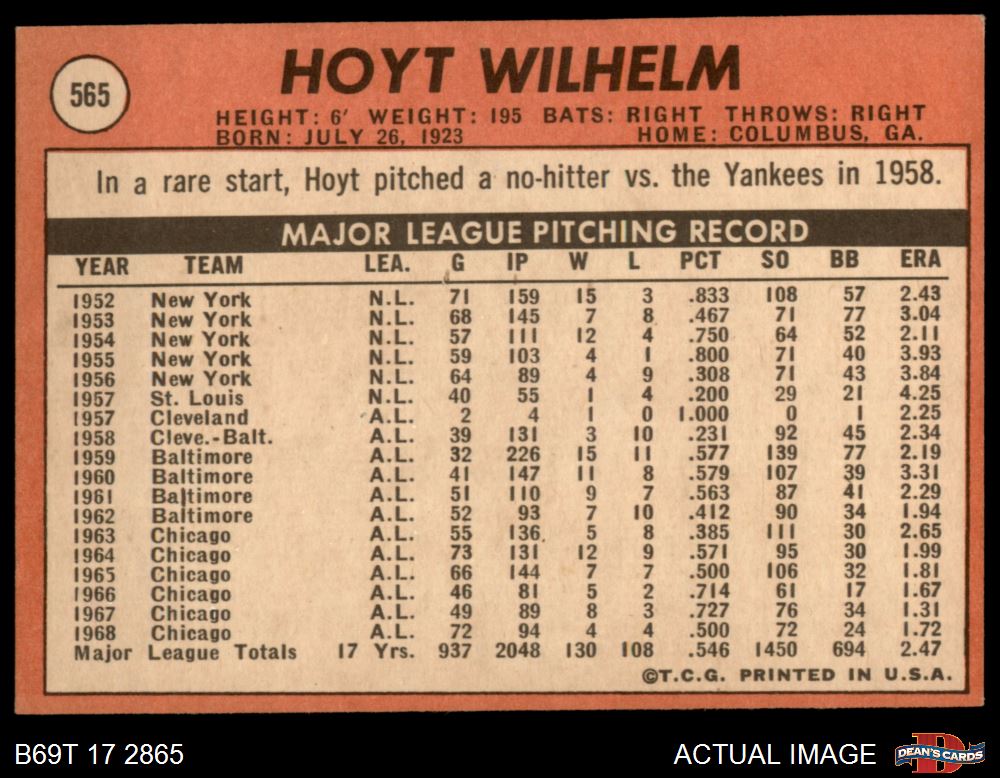 565
HOYT WILHELM
HEIGHT: 6' WEIGHT: 195 BATS: RIGHT THROWS: RIGHT
BORN: JULY 26, 1923 HOME: COLUMBUS, GA.
In a rare start, Hoyt pitched a no-hitter vs. the Yankees in 1958.
MAJOR LEAGUE PITCHING RECORD
YEAR TEAM LEA. G IP W L PCT SO BB ERA
1952 New York N.L. 71 159 15 3 .833 108 57 2.43
1953 New York N.L. 68 145 7 8 .467 71 77 3.04
1954 New York N.L. 57 111 12 4 .750 64 52 2.11
1955 New York N.L. 59 103 4 1 .800 71 40 3.93
1956 New York N.L. 64 89 4 9 .308 71 43 3.84
1957 St. Louis N.L. 40 55 1 4 .200 29 21 4.25
1957 Cleveland A.L. 2 4 1 0 1.000 0 1 2.25
1958 Cleve.-Balt. A.L. 39 131 3 10 .231 92 45 2.34
1959 Baltimore A.L. 32 226 15 11 .577 139 77 2.19
1960 Baltimore A.L. 41 147 11 8 .579 107 39 3.31
1961 Baltimore A.L. 51 110 9 7 .563 87 41 2.29
1962 Baltimore A.L. 52 93 7 10 .412 90 34 1.94
1963 Chicago A.L. 55 136 5 8 .385 111 30 2.65
1964 Chicago A.L. 73 131 12 9 .571 95 30 1.99
1965 Chicago A.L. 66 144 7 7 .500 106 32 1.81
1966 Chicago A.L. 46 81 5 2 .714 61 17 1.67
1967 Chicago A.L. 49 89 8 3 .727 76 34 1.31
1968 Chicago A.L. 72 94 4 4 .500 72 24 1.72
Major League Totals 17 Yrs. 937 2048 130 108 .546 1450 694 2.47
©T.C.G. PRINTED IN U.S.A.
B69T 17 2865 ACTUAL IMAGE DEAN'S CARDS